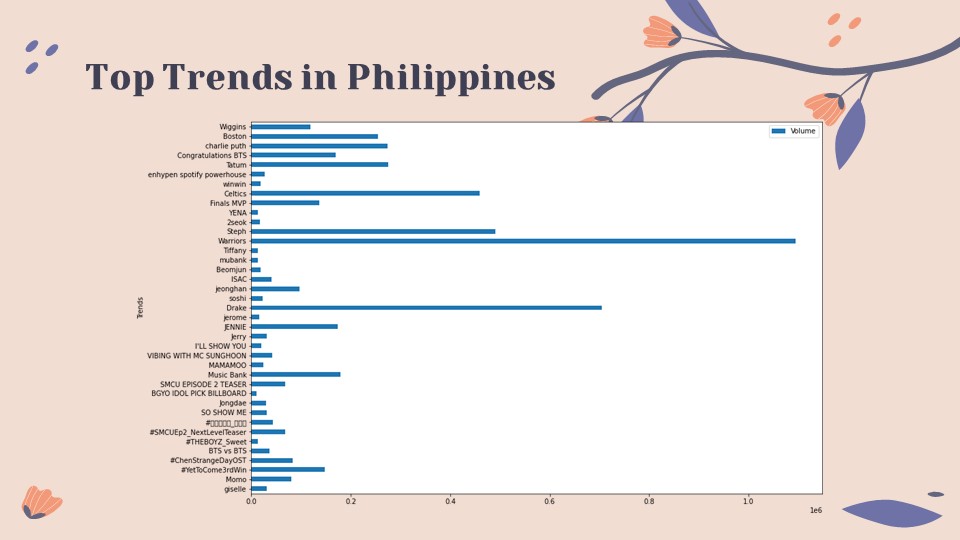 Top Trends in Philippines
Volume
Wiggins
Boston
charlie puth
Congratulations BTS
Tatum
enhypen spotify powerhouse
winwin
Celtics
Finals MVP
YENA
2seok
Steph
Warriors
Tiffany
mubank
Beomjun
ISAC
jeonghan
soshi
Drake
jerome
JENNIE
Jerry
I'LL SHOW YOU
VIBING WITH MC SUNGHOON
MAMAMOO
Music Bank
SMCU EPISODE 2 TEASER
BGYO IDOL PICK BILLBOARD
Jongdae
SO SHOW ME
#SMCUEp2_NextLevelTeaser
#THEBOYZ_Sweet
BTS vs BTS
#ChenStrangeDayOST
#YetToCome3rdWin
Momo
giselle
Trends
0.0 0.2 0.4 0.6 0.8 1.0
1e6